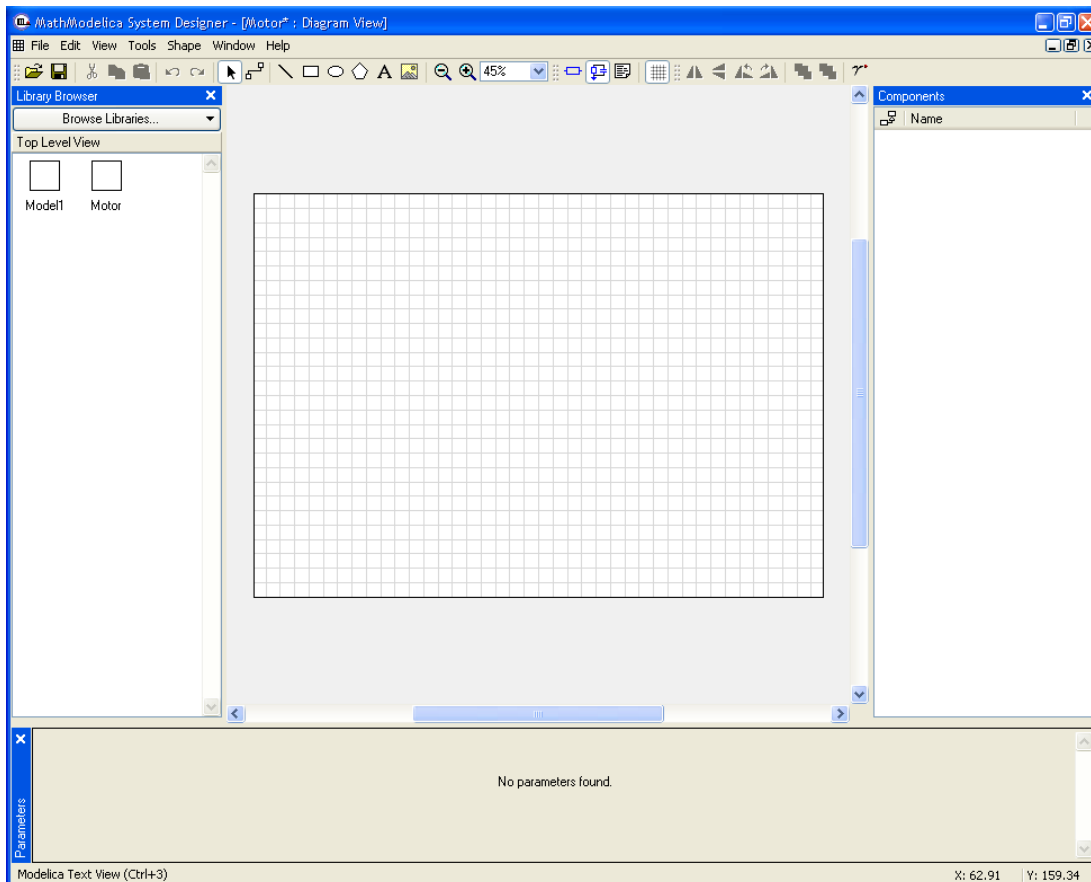 MathModelica System Designer - [Motor* : Diagram View]
File Edit View Tools Shape Window Help
A 45%
Library Browser
Components
Browse Libraries...
Name
Top Level View
Model1 Motor
No parameters found.
Parameters
Modelica Text View (Ctrl+3) X: 62.91 Y: 159.34